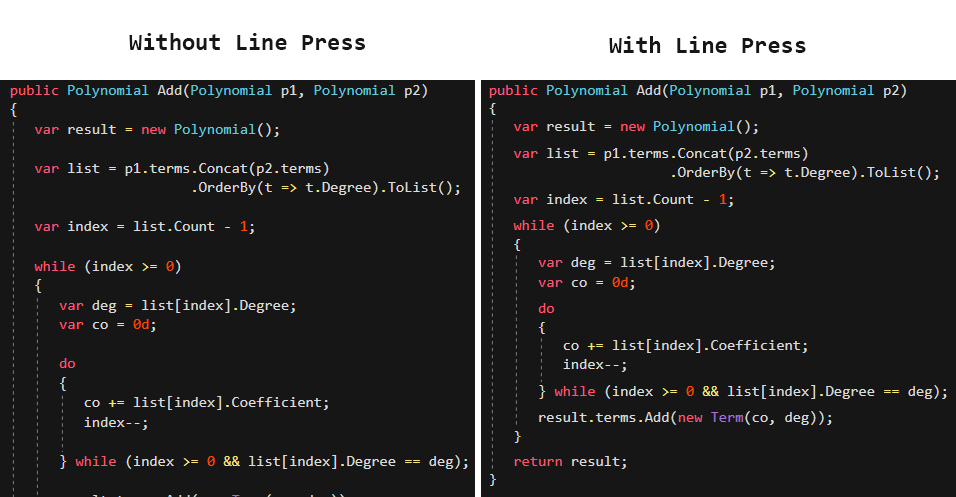 Without Line Press
public Polynomial Add(Polynomial p1, Polynomial p2)
{
var result = new Polynomial();
var list = p1.terms.Concat(p2.terms)
.OrderBy(t => t.Degree).ToList();
var index = list.Count - 1;
while (index >= 0)
{
var deg = list[index].Degree;
var co = 0d;
do
{
co += list[index].Coefficient;
index--;
} while (index >= 0 && list[index].Degree == deg);
With Line Press
public Polynomial Add(Polynomial p1, Polynomial p2)
{
var result = new Polynomial();
var list = p1.terms.Concat(p2.terms)
.OrderBy(t => t.Degree).ToList();
var index = list.Count - 1;
while (index >= 0)
{
var deg = list[index].Degree;
var co = 0d;
do
{
co += list[index].Coefficient;
index--;
} while (index >= 0 && list[index].Degree == deg);
result.terms.Add(new Term(co, deg));
}
return result;
}